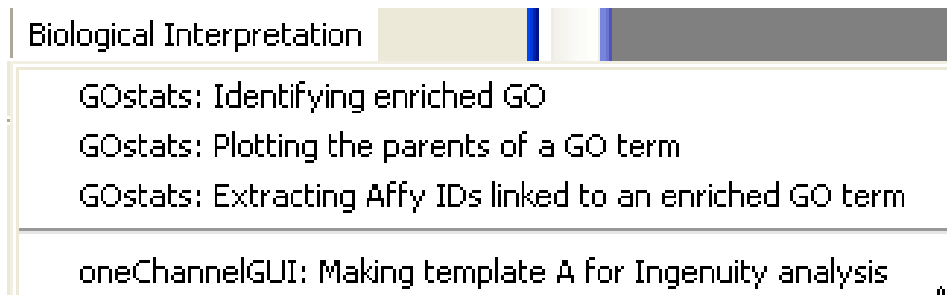 Biological Interpretation
GOstats: Identifying enriched GO
GOstats: Plotting the parents of a GO term
GOstats: Extracting Affy IDs linked to an enriched GO term
oneChannelGUI: Making template A for Ingenuity analysis